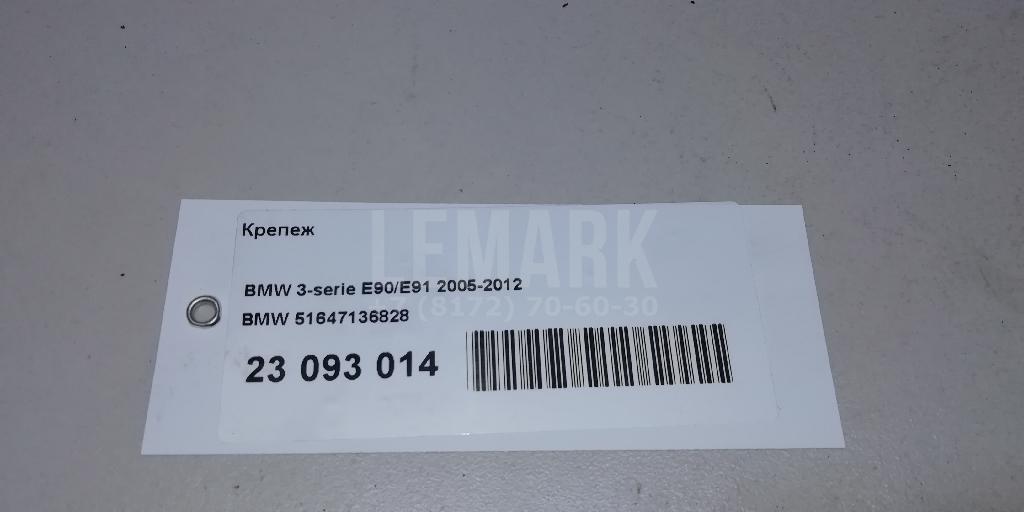 Крепеж
LEMARK
BMW 3-serie E90/E91 2005-2012
+7 (8172) 70-60-30
BMW 51647136828
23 093 014